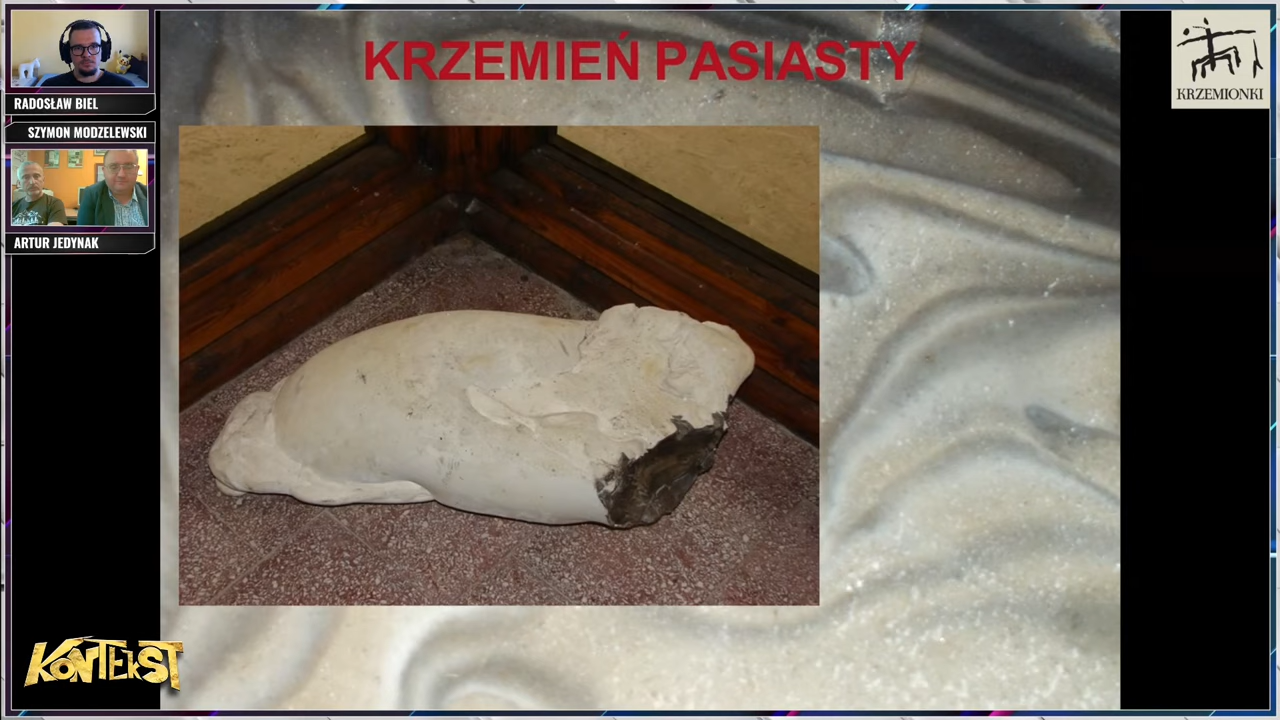 KRZEMIEŃ PASIASTY
KRZEMIONKI
RADOSŁAW BIEL
SZYMON MODZELEWSKI
ARTUR JEDYNAK
KONTEKST